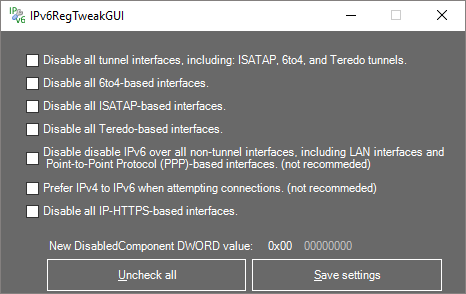 IPv6
IPv6RegTweakGUI
Disable all tunnel interfaces, including: ISATAP, 6to4, and Teredo tunnels.
Disable all 6to4-based interfaces.
Disable all ISATAP-based interfaces.
Disable all Teredo-based interfaces.
Disable disable IPv6 over all non-tunnel interfaces, including LAN interfaces and
Point-to-Point Protocol (PPP)-based interfaces. (not recommeded)
Prefer IPv4 to IPv6 when attempting connections. (not recommeded)
Disable all IP-HTTPS-based interfaces.
New DisabledComponent DWORD value: 0x00 00000000
Uncheck all Save settings